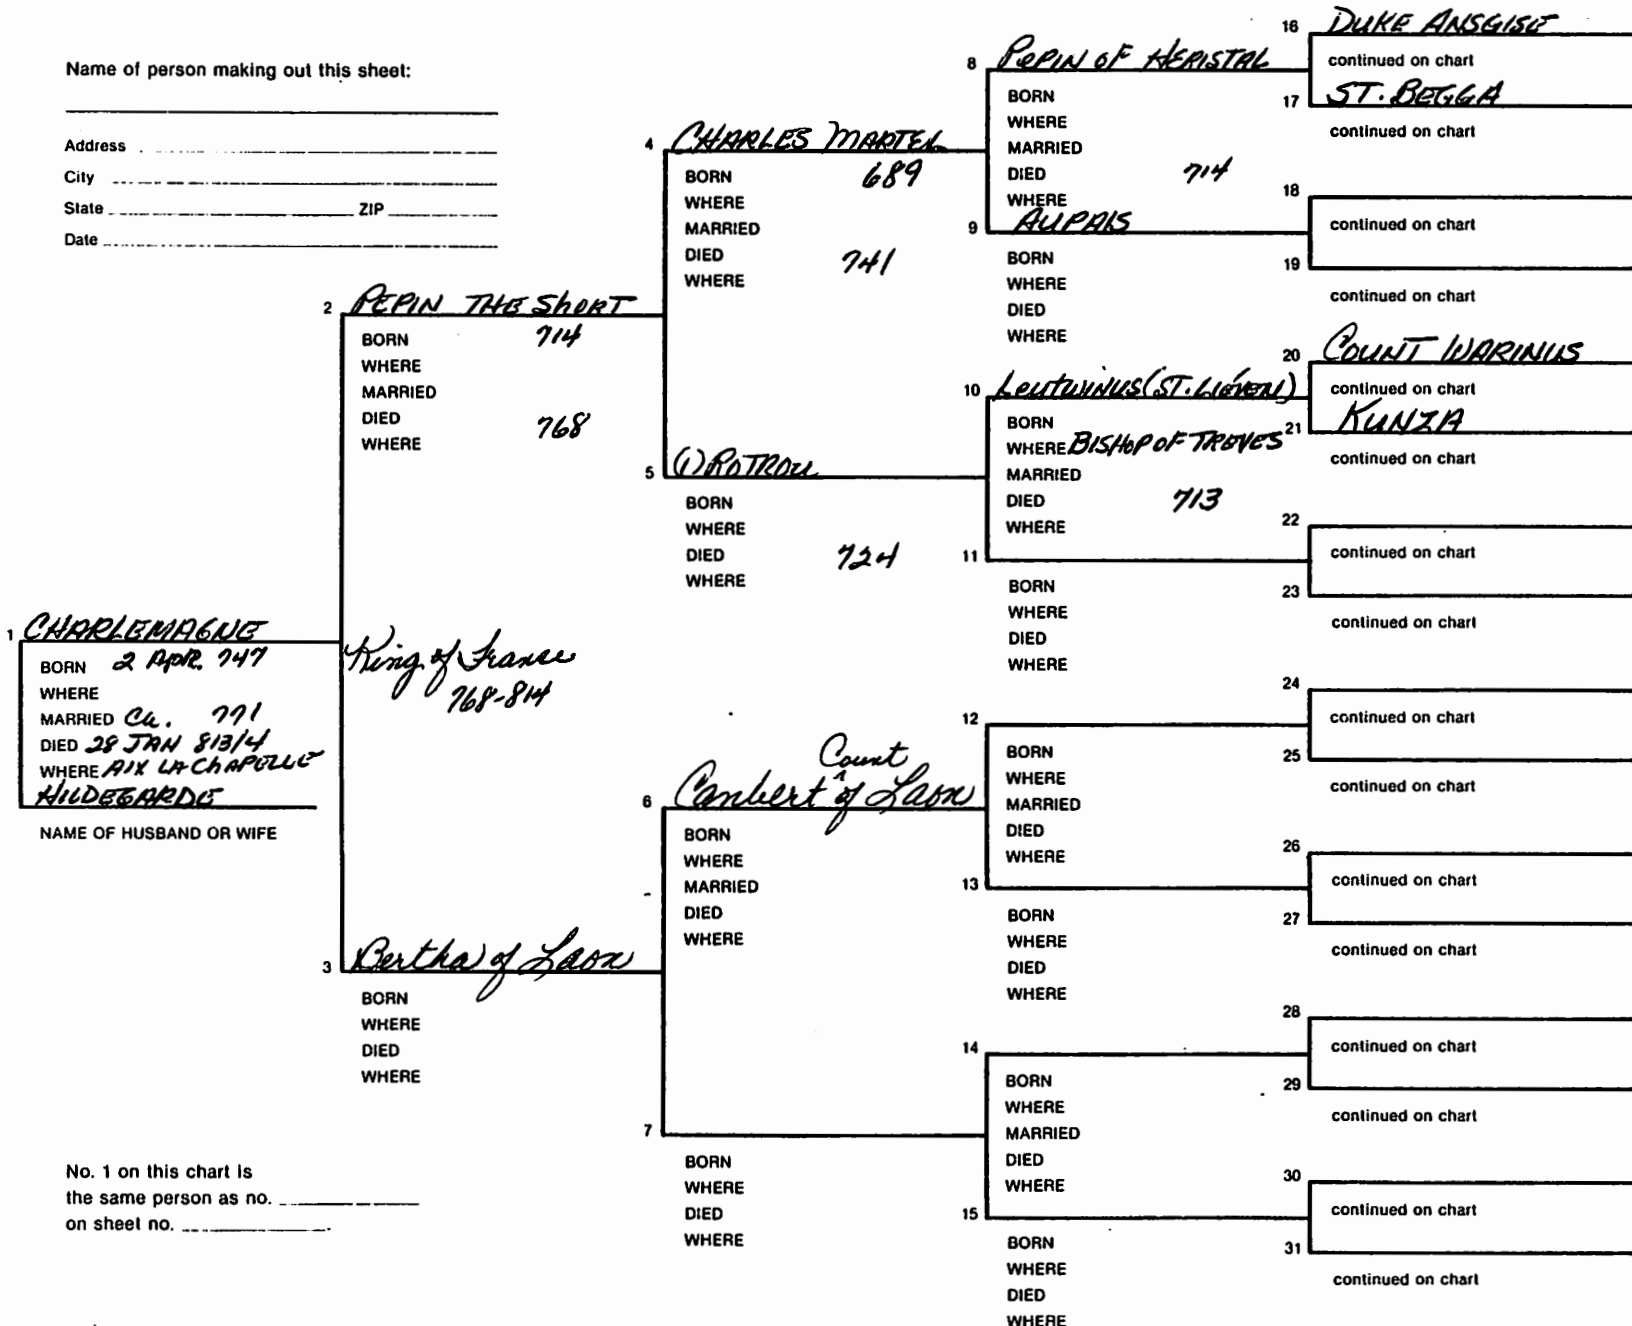 Name of person making out this sheet:
Address
City
State ZIP
Date
No. 1 on this chart is
the same person as no.
on sheet no.
1 CHARLEMAGNE
BORN 2 APR. 747
WHERE
MARRIED Ca. 771
DIED 28 JAN 813/4
WHERE AIX LA CHAPELLE
HILDEGARDE
NAME OF HUSBAND OR WIFE
King of France
768-814
2 PEPIN THE ShORT
BORN 714
WHERE
MARRIED
DIED 768
WHERE
3 Bertha of Laon
BORN
WHERE
DIED
WHERE
4 CHARLES MARTEL
BORN 689
WHERE
MARRIED
DIED 741
WHERE
5 (1) ROTROU
BORN
WHERE
DIED 724
WHERE
6 Canbert Count of Laon
BORN
WHERE
MARRIED
DIED
WHERE
7
BORN
WHERE
DIED
WHERE
8 PEPIN OF HERISTAL
BORN
WHERE
MARRIED
DIED 714
WHERE
9 AUPAIS
BORN
WHERE
DIED
WHERE
10 Leutwinus (ST. LIÉVEN)
BORN
WHERE BISHOP OF TREVES
MARRIED
DIED 713
WHERE
11
BORN
WHERE
DIED
WHERE
12
BORN
WHERE
MARRIED
DIED
WHERE
13
BORN
WHERE
DIED
WHERE
14
BORN
WHERE
MARRIED
DIED
WHERE
15
BORN
WHERE
DIED
WHERE
16 DUKE ANSGISE
continued on chart
17 ST. BEGGA
continued on chart
18
continued on chart
19
continued on chart
20 COUNT WARINUS
continued on chart
21 KUNZA
continued on chart
22
continued on chart
23
continued on chart
24
continued on chart
25
continued on chart
26
continued on chart
27
continued on chart
28
continued on chart
29
continued on chart
30
continued on chart
31
continued on chart